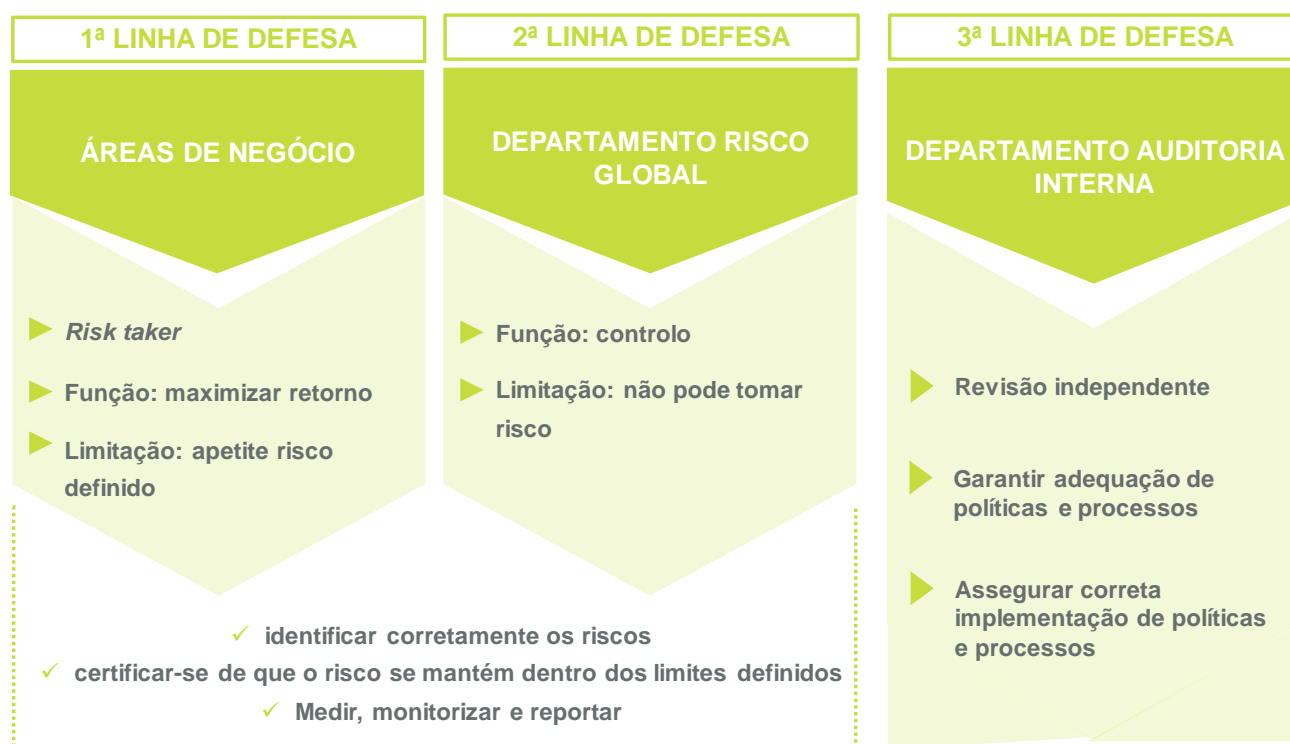 1ª LINHA DE DEFESA
ÁREAS DE NEGÓCIO
Risk taker
Função: maximizar retorno
Limitação: apetite risco
definido
2ª LINHA DE DEFESA
DEPARTAMENTO RISCO
GLOBAL
Função: controlo
Limitação: não pode tomar
risco
✓ identificar corretamente os riscos
✓ certificar-se de que o risco se mantém dentro dos limites definidos
✓ Medir, monitorizar e reportar
3ª LINHA DE DEFESA
DEPARTAMENTO AUDITORIA
INTERNA
Revisão independente
Garantir adequação de
políticas e processos
Assegurar correta
implementação de políticas
e processos